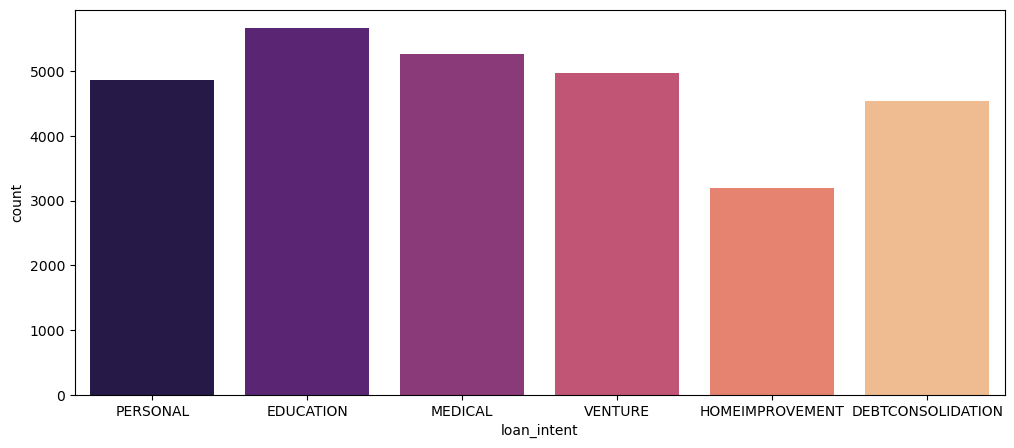 count
5000
4000
3000
2000
1000
0
PERSONAL EDUCATION MEDICAL VENTURE HOMEIMPROVEMENT DEBTCONSOLIDATION
loan_intent